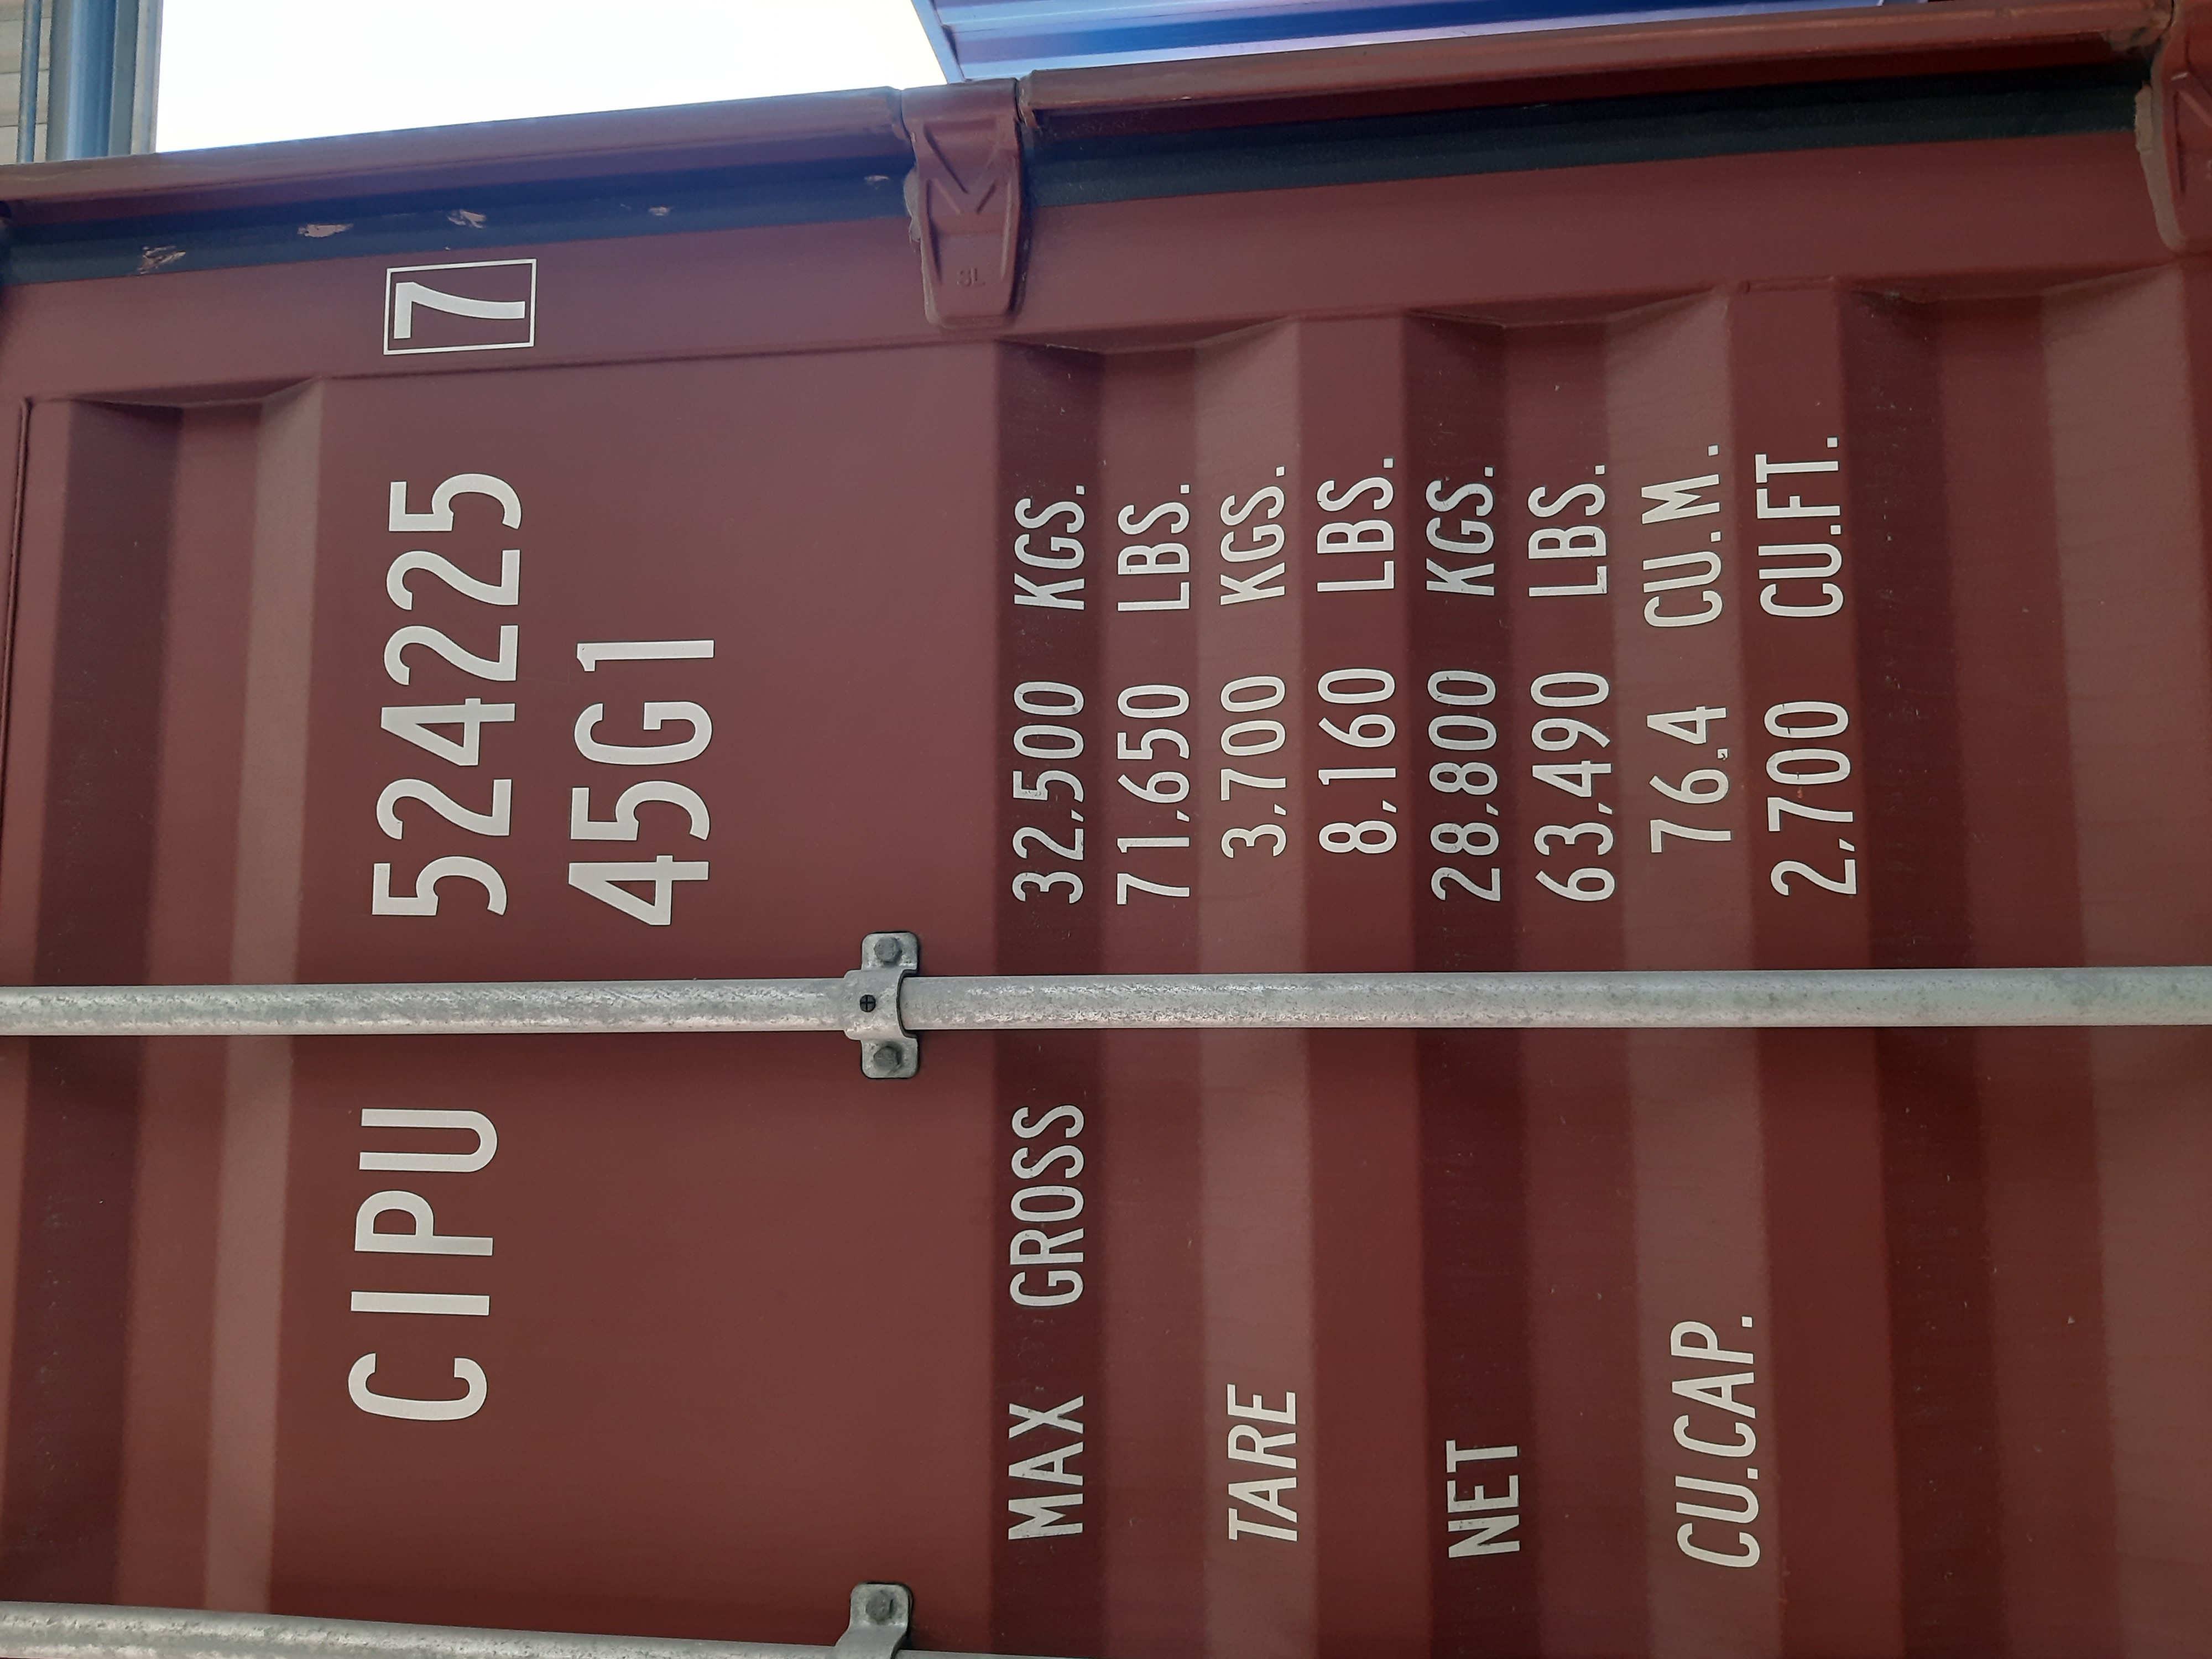 CIPU 524225 7
45G1
MAX GROSS 32,500 KGS.
71,650 LBS.
TARE 3,700 KGS.
8,160 LBS.
NET 28,800 KGS.
63,490 LBS.
CU.CAP. 76.4 CU.M.
2,700 CU.FT.
SL